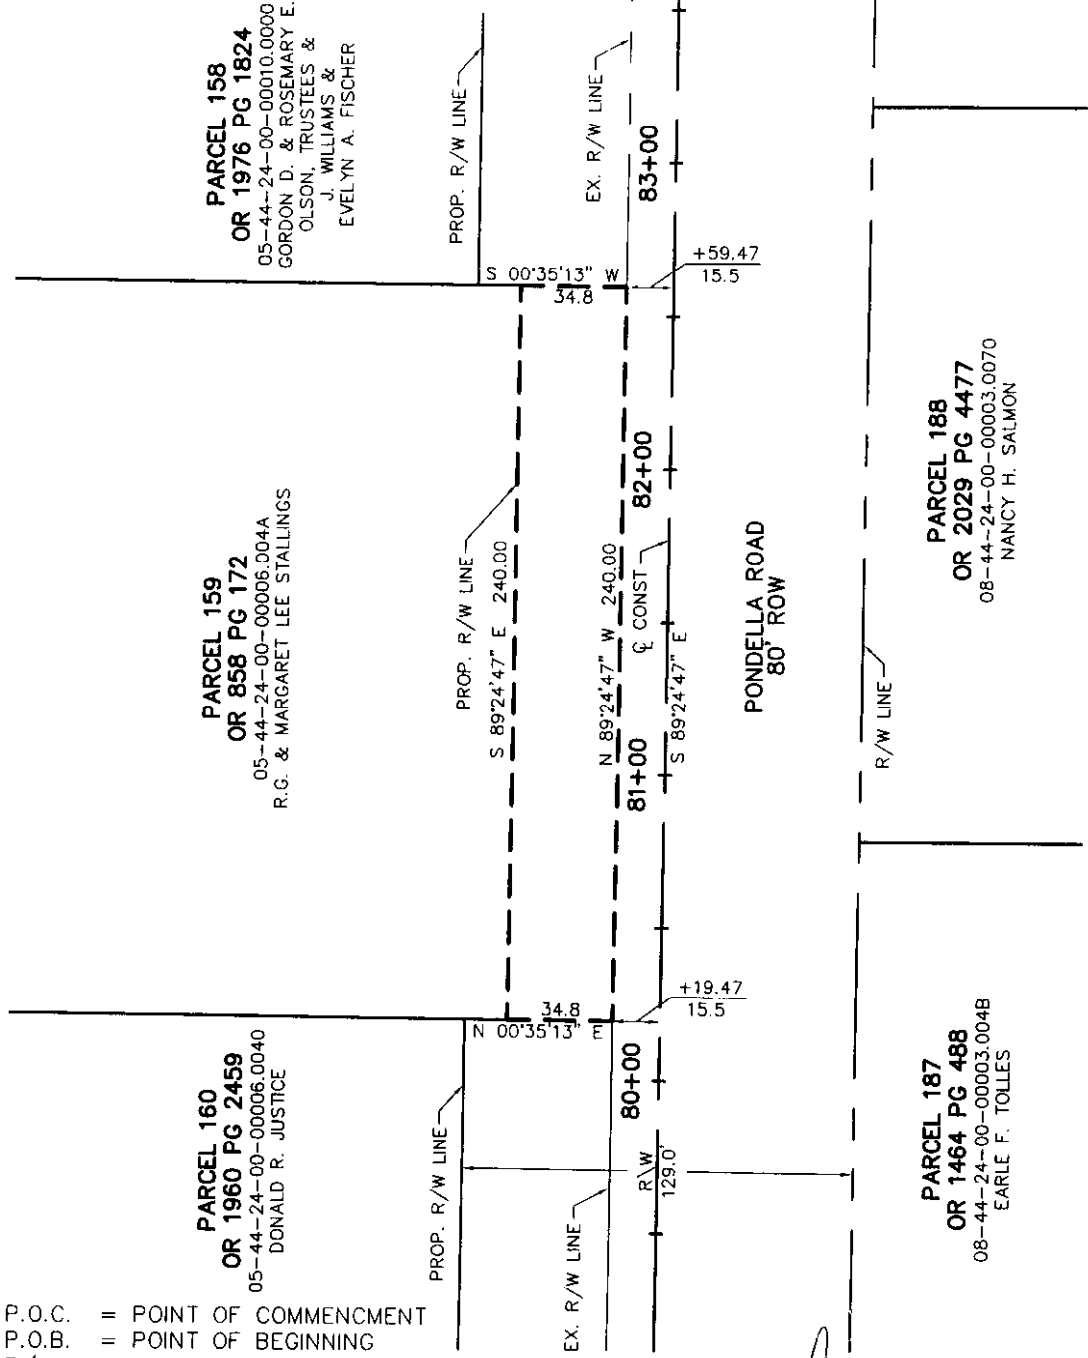 PARCEL 158
OR 1976 PG 1824
05-44-24-00-00010.0000
GORDON D. & ROSEMARY E.
OLSON, TRUSTEES &
J. WILLIAMS &
EVELYN A. FISCHER
PROP. R/W LINE
EX. R/W LINE
83+00
S 00°35'13" W
34.8
+59.47
15.5
PARCEL 159
OR 858 PG 172
05-44-24-00-00006.004A
R.G. & MARGARET LEE STALLINGS
PROP. R/W LINE
S 89°24'47" E 240.00
N 89°24'47" W 240.00
82+00
℄ CONST
81+00
S 89°24'47" E
PONDELLA ROAD
80' ROW
R/W LINE
PARCEL 188
OR 2029 PG 4477
08-44-24-00-00003.0070
NANCY H. SALMON
34.8
N 00°35'13" E
+19.47
15.5
PARCEL 160
OR 1960 PG 2459
05-44-24-00-00006.0040
DONALD R. JUSTICE
PROP. R/W LINE
EX. R/W LINE
80+00
R/W
129.0'
PARCEL 187
OR 1464 PG 488
08-44-24-00-00003.004B
EARLE F. TOLLES
P.O.C. = POINT OF COMMENCMENT
P.O.B. = POINT OF BEGINNING